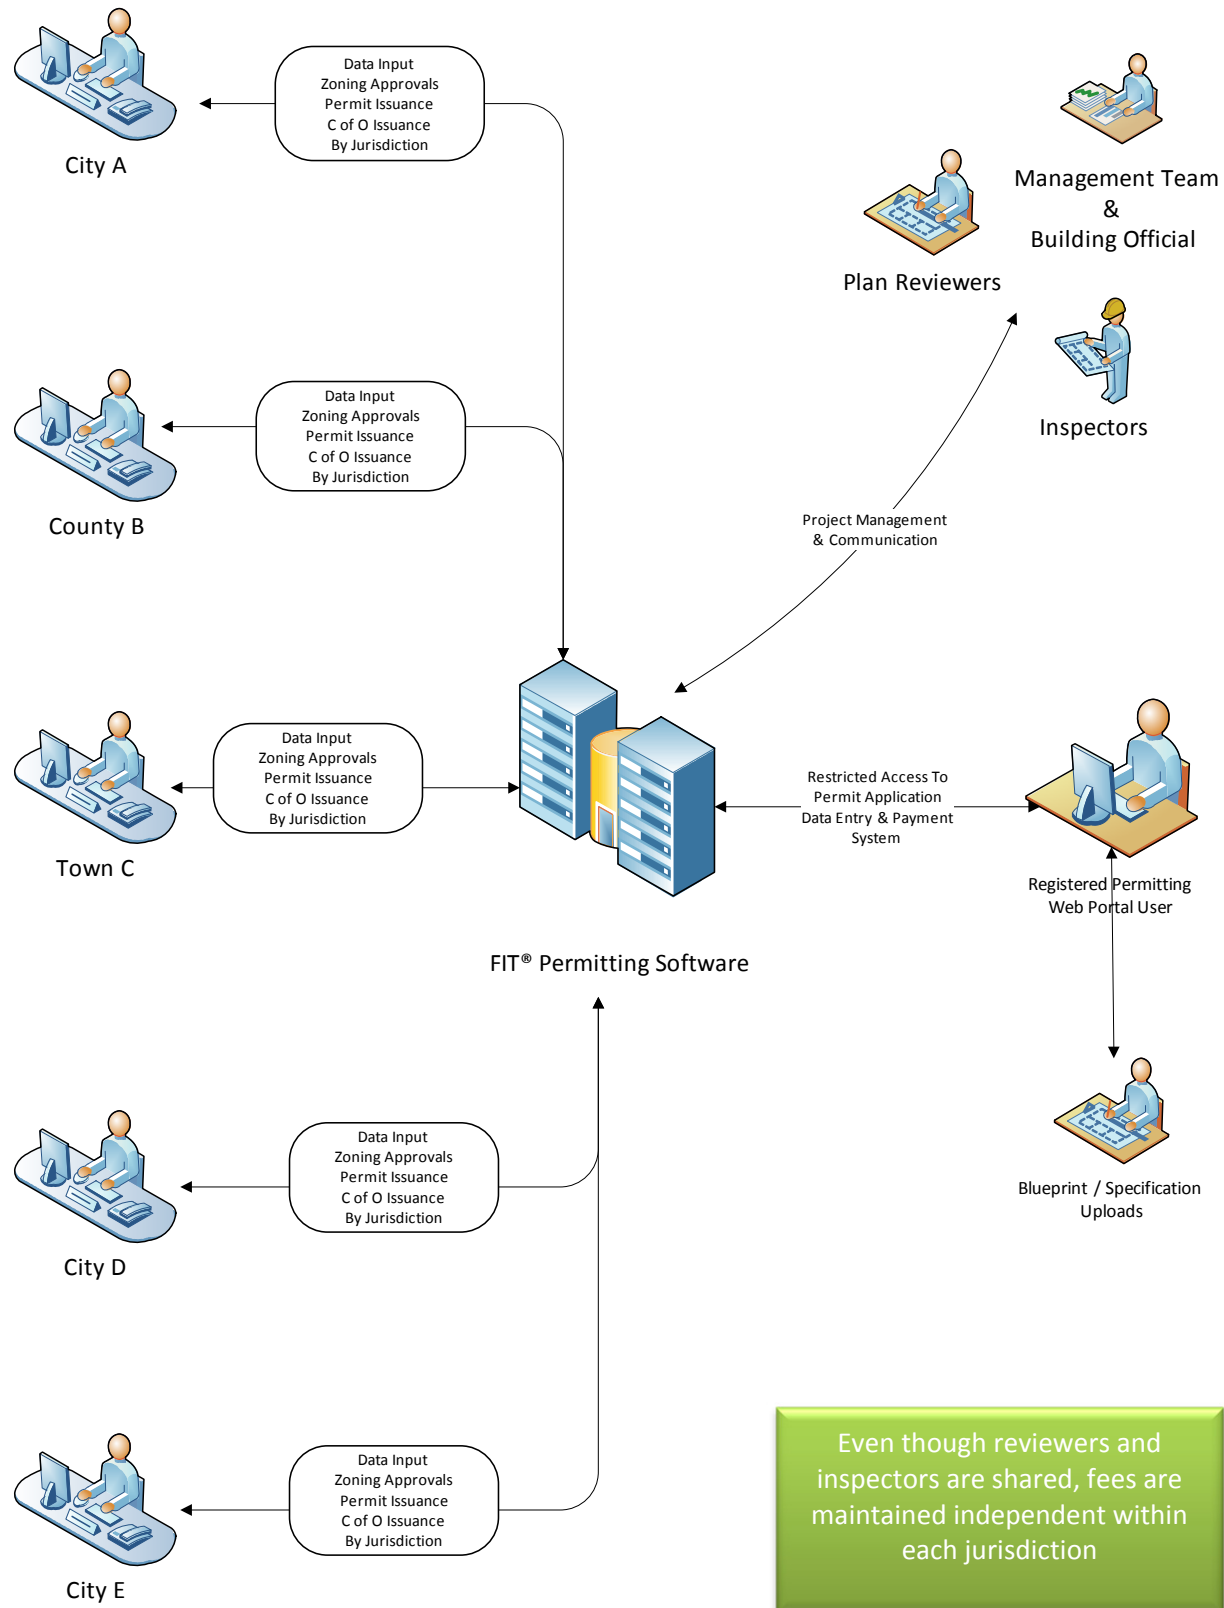 Data Input
Zoning Approvals
Permit Issuance
C of O Issuance
By Jurisdiction
City A
Management Team
&
Building Official
Plan Reviewers
Inspectors
Data Input
Zoning Approvals
Permit Issuance
C of O Issuance
By Jurisdiction
County B
Project Management
& Communication
Data Input
Zoning Approvals
Permit Issuance
C of O Issuance
By Jurisdiction
Town C
Restricted Access To
Permit Application
Data Entry & Payment
System
Registered Permitting
Web Portal User
FIT® Permitting Software
Data Input
Zoning Approvals
Permit Issuance
C of O Issuance
By Jurisdiction
City D
Blueprint / Specification
Uploads
Data Input
Zoning Approvals
Permit Issuance
C of O Issuance
By Jurisdiction
City E
Even though reviewers and
inspectors are shared, fees are
maintained independent within
each jurisdiction